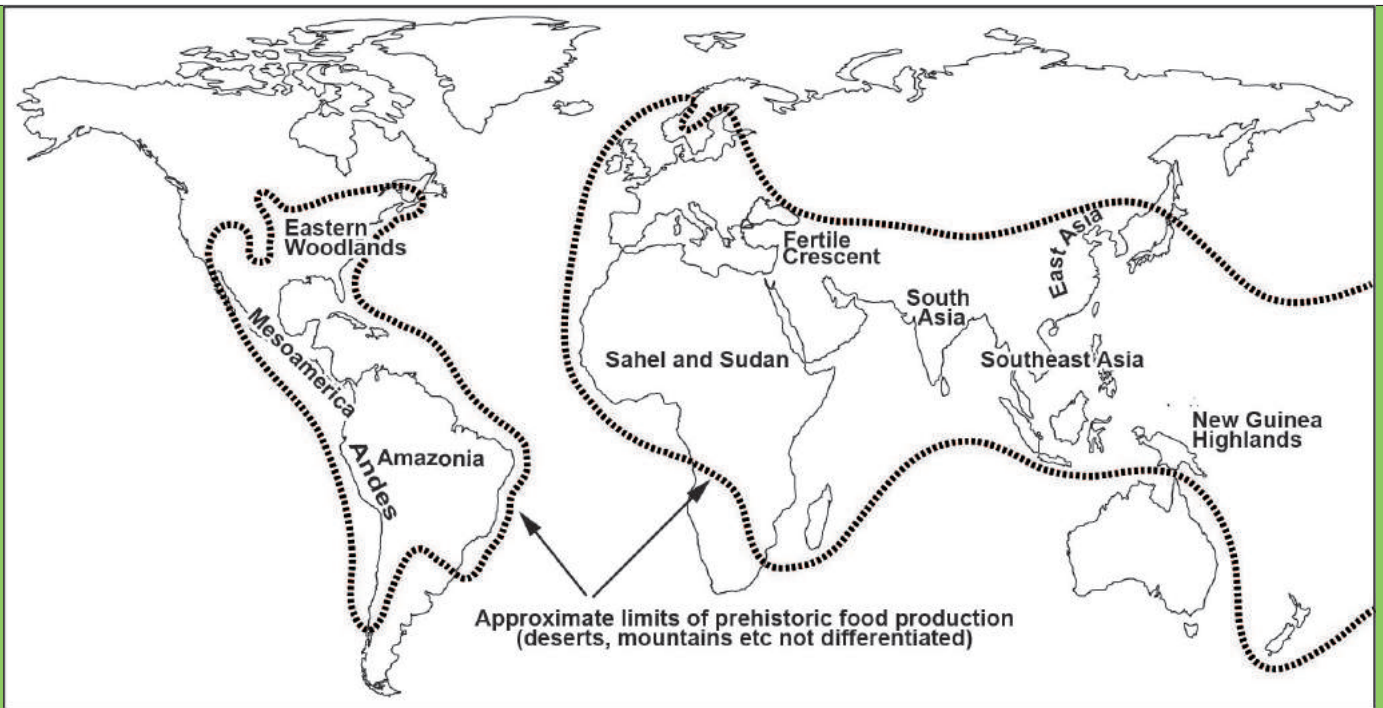 Eastern
Woodlands
Fertile
Crescent
East Asia
South
Asia
Mesoamerica
Sahel and Sudan
Southeast Asia
New Guinea
Highlands
Andes
Amazonia
Approximate limits of prehistoric food production
(deserts, mountains etc not differentiated)